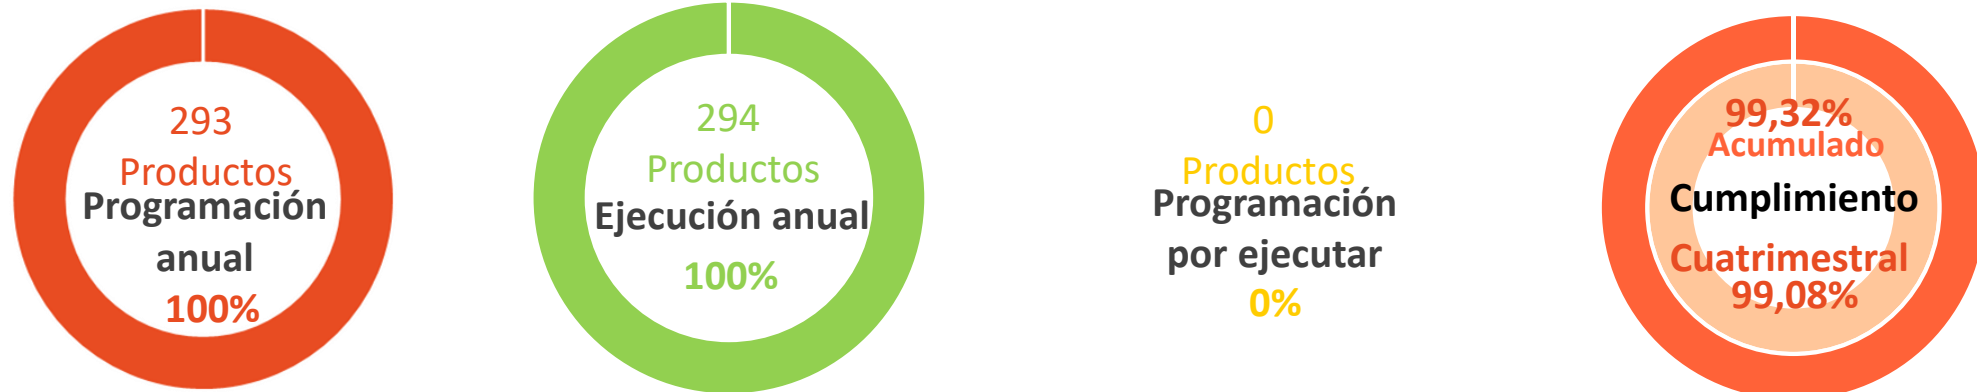 293
Productos
Programación
anual
100%
294
Productos
Ejecución anual
100%
0
Productos
Programación
por ejecutar
0%
99,32%
Acumulado
Cumplimiento
Cuatrimestral
99,08%